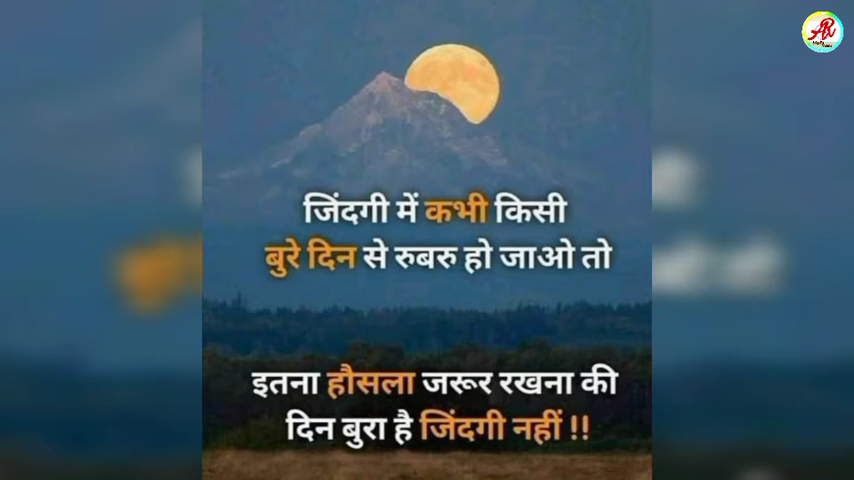 जिंदगी में कभी किसी
बुरे दिन से रुबरु हो जाओ तो
इतना हौसला जरूर रखना की
दिन बुरा है जिंदगी नहीं !!